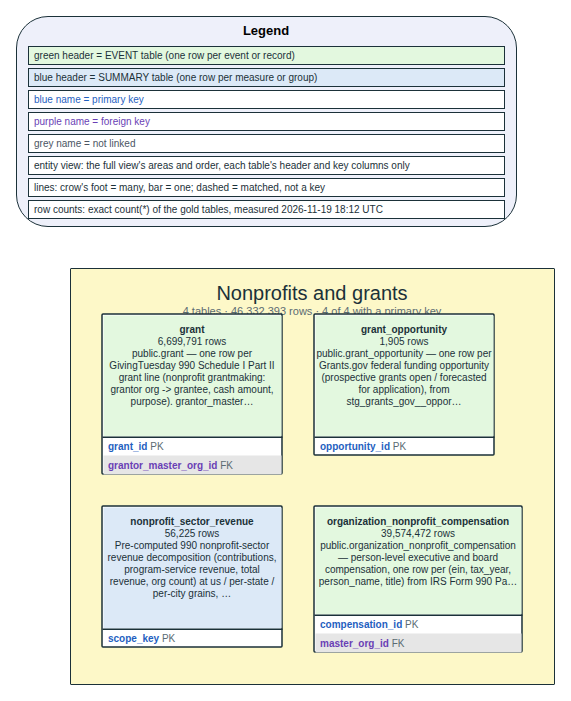 Legend
green header = EVENT table (one row per event or record)
blue header = SUMMARY table (one row per measure or group)
blue name = primary key
purple name = foreign key
grey name = not linked
entity view: the full view's areas and order, each table's header and key columns only
lines: crow's foot = many, bar = one; dashed = matched, not a key
row counts: exact count(*) of the gold tables, measured 2026-11-19 18:12 UTC
Nonprofits and grants
4 tables · 46,332,393 rows · 4 of 4 with a primary key
grant
6,699,791 rows
public.grant — one row per
GivingTuesday 990 Schedule I Part II
grant line (nonprofit grantmaking:
grantor org -> grantee, cash amount,
purpose). grantor_master…
grant_id PK
grantor_master_org_id FK
grant_opportunity
1,905 rows
public.grant_opportunity — one row per
Grants.gov federal funding opportunity
(prospective grants open / forecasted
for application), from
stg_grants_gov__oppor…
opportunity_id PK
nonprofit_sector_revenue
56,225 rows
Pre-computed 990 nonprofit-sector
revenue decomposition (contributions,
program-service revenue, total
revenue, org count) at us / per-state /
per-city grains, …
scope_key PK
organization_nonprofit_compensation
39,574,472 rows
public.organization_nonprofit_compensation
— person-level executive and board
compensation, one row per (ein, tax_year,
person_name, title) from IRS Form 990 Pa…
compensation_id PK
master_org_id FK